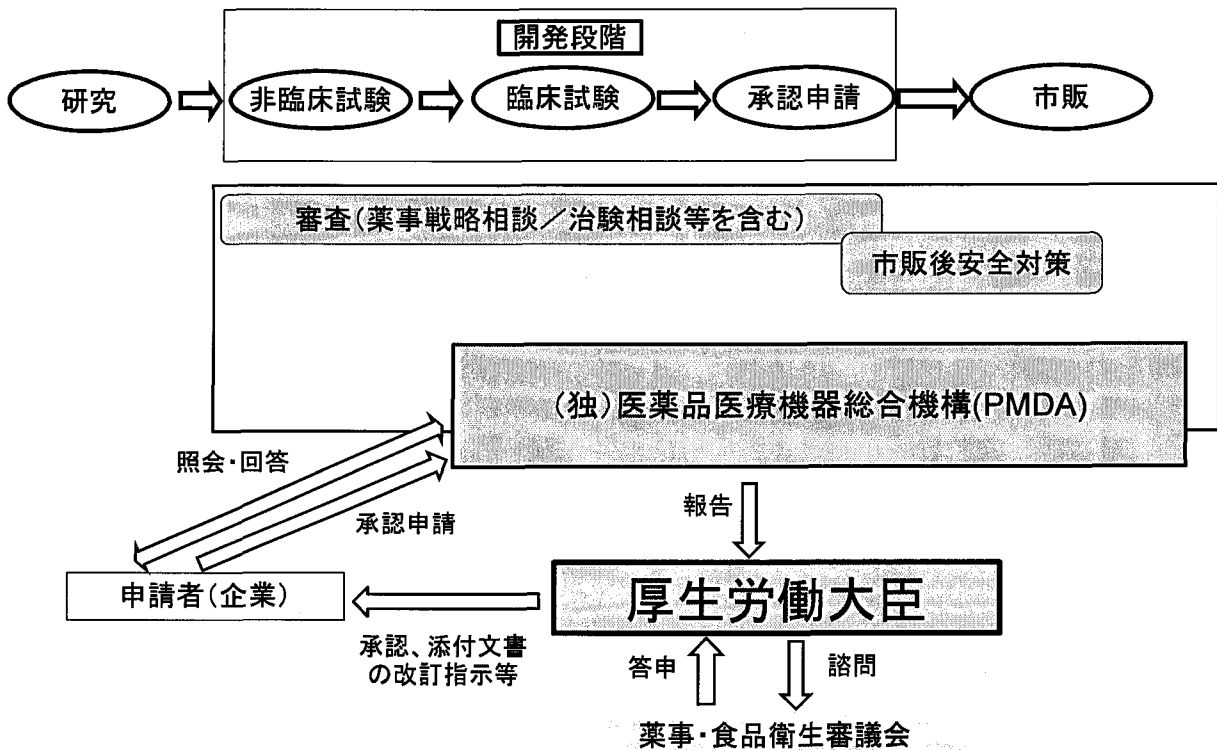 開発段階
研究
非臨床試験
臨床試験
承認申請
市販
審査(薬事戦略相談/治験相談等を含む)
市販後安全対策
(独)医薬品医療機器総合機構(PMDA)
照会・回答
承認申請
報告
申請者(企業)
厚生労働大臣
承認、添付文書
の改訂指示等
答申
諮問
薬事・食品衛生審議会